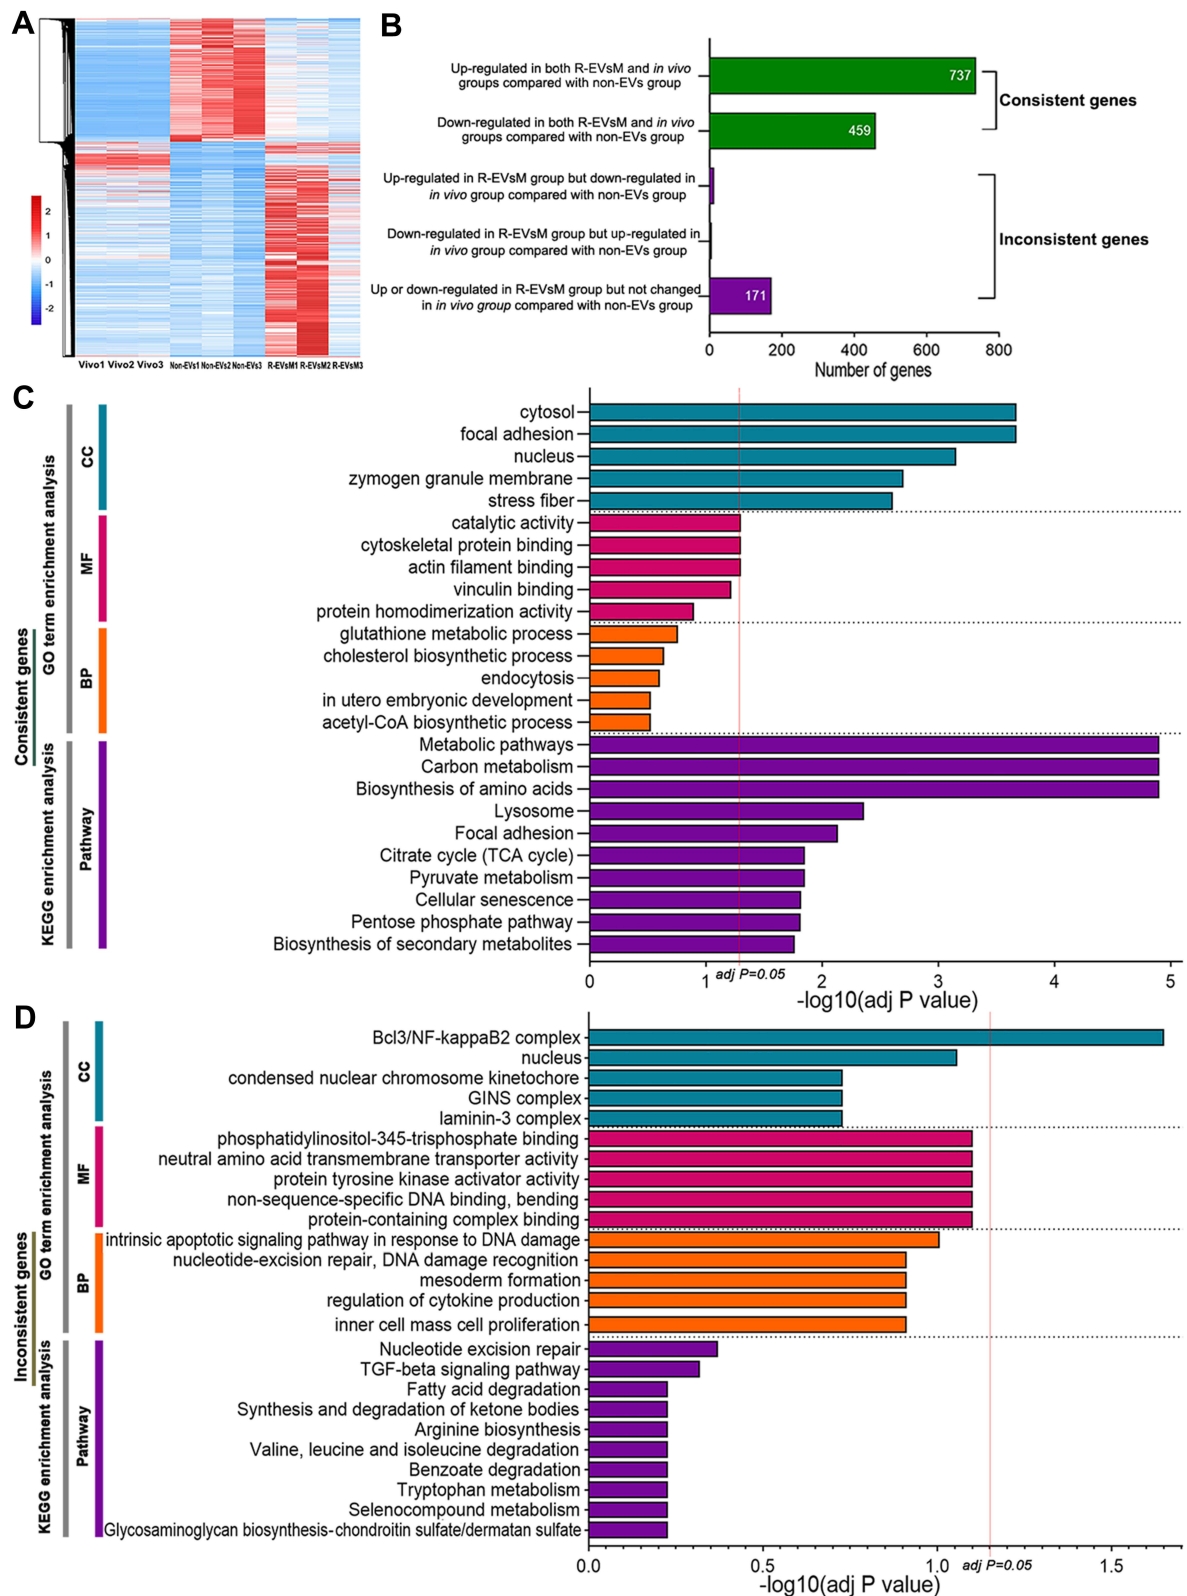 A
2
1
0
-1
-2
Vivo1 Vivo2 Vivo3 Non-EVs1 Non-EVs2 Non-EVs3 R-EVsM1 R-EVsM2 R-EVsM3
B
Up-regulated in both R-EVsM and in vivo
groups compared with non-EVs group
737
Down-regulated in both R-EVsM and in vivo
groups compared with non-EVs group
459
Consistent genes
Up-regulated in R-EVsM group but down-regulated in
in vivo group compared with non-EVs group
Down-regulated in R-EVsM group but up-regulated in
in vivo group compared with non-EVs group
Up or down-regulated in R-EVsM group but not changed
in in vivo group compared with non-EVs group
171
Inconsistent genes
0 200 400 600 800
Number of genes
C
Consistent genes
GO term enrichment analysis
KEGG enrichment analysis
CC
MF
BP
Pathway
cytosol
focal adhesion
nucleus
zymogen granule membrane
stress fiber
catalytic activity
cytoskeletal protein binding
actin filament binding
vinculin binding
protein homodimerization activity
glutathione metabolic process
cholesterol biosynthetic process
endocytosis
in utero embryonic development
acetyl-CoA biosynthetic process
Metabolic pathways
Carbon metabolism
Biosynthesis of amino acids
Lysosome
Focal adhesion
Citrate cycle (TCA cycle)
Pyruvate metabolism
Cellular senescence
Pentose phosphate pathway
Biosynthesis of secondary metabolites
0 1 adj P=0.05 2 3 4 5
-log10(adj P value)
D
Inconsistent genes
GO term enrichment analysis
KEGG enrichment analysis
CC
MF
BP
Pathway
Bcl3/NF-kappaB2 complex
nucleus
condensed nuclear chromosome kinetochore
GINS complex
laminin-3 complex
phosphatidylinositol-345-trisphosphate binding
neutral amino acid transmembrane transporter activity
protein tyrosine kinase activator activity
non-sequence-specific DNA binding, bending
protein-containing complex binding
intrinsic apoptotic signaling pathway in response to DNA damage
nucleotide-excision repair, DNA damage recognition
mesoderm formation
regulation of cytokine production
inner cell mass cell proliferation
Nucleotide excision repair
TGF-beta signaling pathway
Fatty acid degradation
Synthesis and degradation of ketone bodies
Arginine biosynthesis
Valine, leucine and isoleucine degradation
Benzoate degradation
Tryptophan metabolism
Selenocompound metabolism
Glycosaminoglycan biosynthesis-chondroitin sulfate/dermatan sulfate
0.0 0.5 1.0 adj P=0.05 1.5
-log10(adj P value)